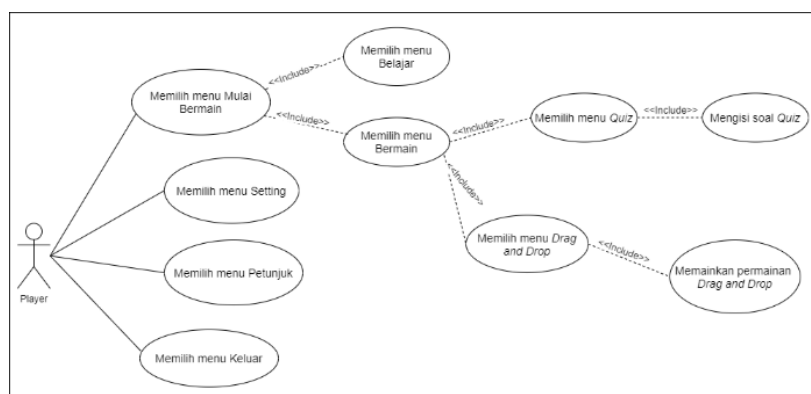 Memilih menu
Belajar
<<Include>>
Memilih menu Mulai
Bermain
<<Include>>
Memilih menu
Bermain
<<Include>>
Memilih menu Quiz
<<Include>>
Mengisi soal Quiz
<<Include>>
Memilih menu Setting
Memilih menu Drag
and Drop
<<Include>>
Memainkan permainan
Drag and Drop
Memilih menu Petunjuk
Player
Memilih menu Keluar